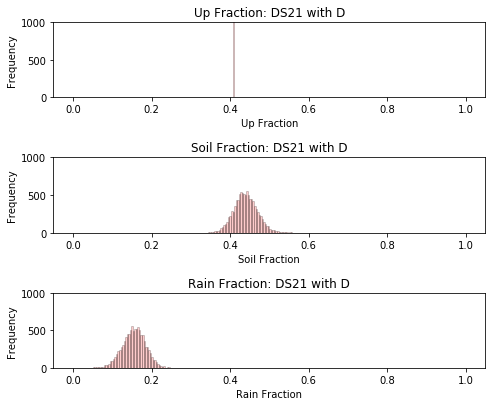 Up Fraction: DS21 with D
1000
500
0
Frequency
0.0 0.2 0.4 0.6 0.8 1.0
Up Fraction
Soil Fraction: DS21 with D
1000
500
0
Frequency
0.0 0.2 0.4 0.6 0.8 1.0
Soil Fraction
Rain Fraction: DS21 with D
1000
500
0
Frequency
0.0 0.2 0.4 0.6 0.8 1.0
Rain Fraction